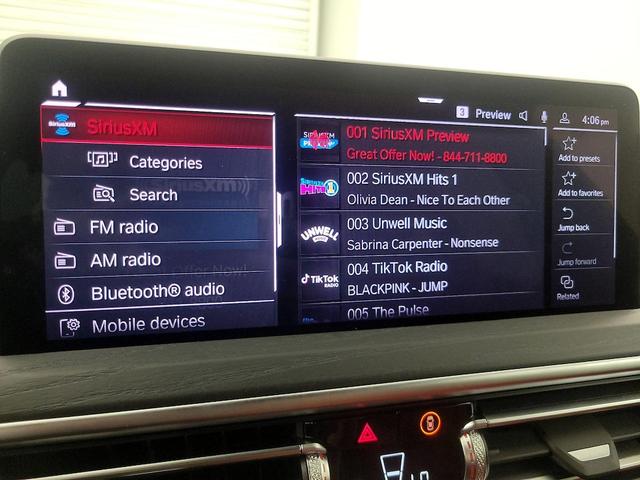 3 Preview 4:06 pm
SiriusXM SiriusXM
Categories
Search
FM radio
AM radio
Bluetooth® audio
Mobile devices
001 SiriusXM Preview
Great Offer Now! - 844-711-8800
002 SiriusXM Hits 1
Olivia Dean - Nice To Each Other
UNWELL
MUSIC
003 Unwell Music
Sabrina Carpenter - Nonsense
TikTok
RADIO
004 TikTok Radio
BLACKPINK - JUMP
005 The Pulse
Add to presets
Add to favorites
Jump back
Jump forward
Related